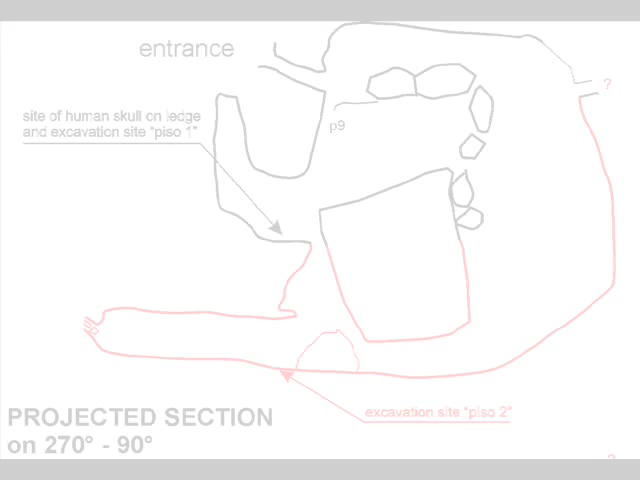 entrance
?
site of human skull on ledge
and excavation site "piso 1"
p9
excavation site "piso 2"
PROJECTED SECTION
on 270° - 90°
?